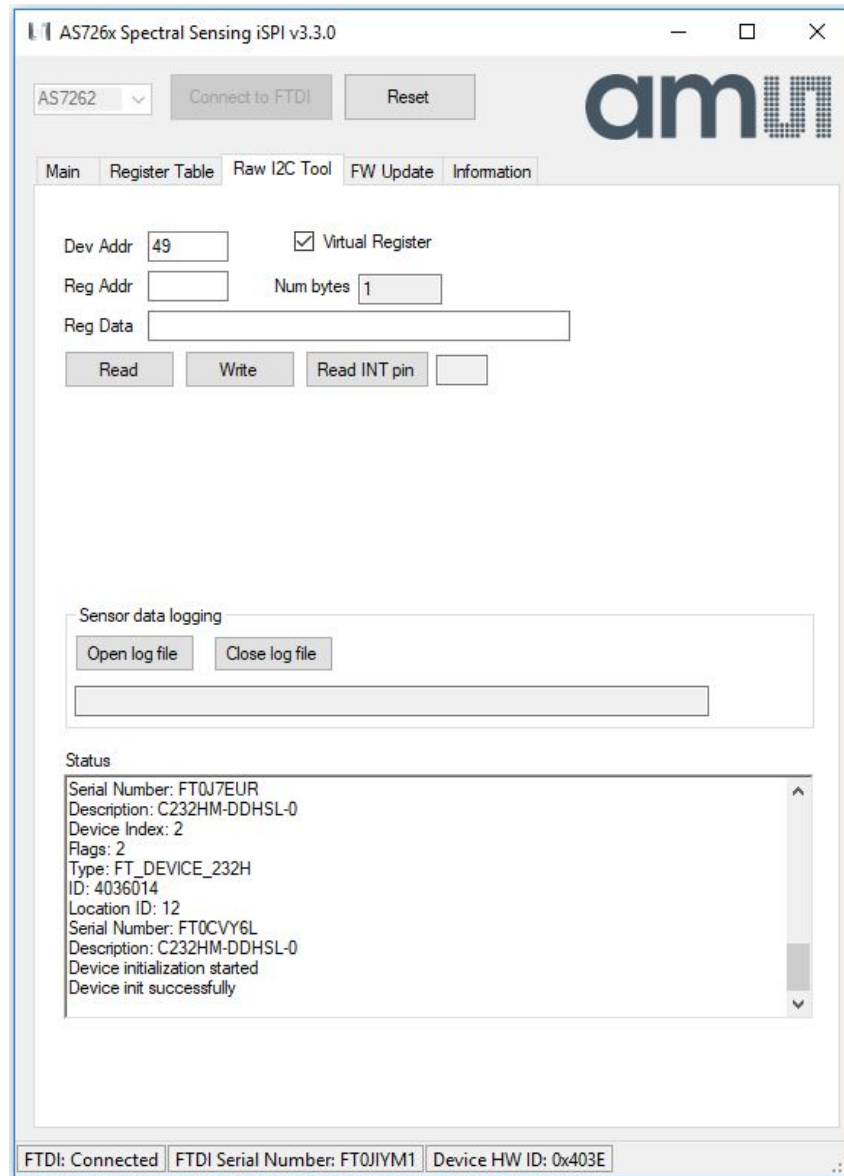 AS726x Spectral Sensing iSPI v3.3.0
AS7262 Connect to FTDI Reset
am
Main Register Table Raw I2C Tool FW Update Information
Dev Addr 49 Virtual Register
Reg Addr Num bytes 1
Reg Data
Read Write Read INT pin
Sensor data logging
Open log file Close log file
Status
Serial Number: FT0J7EUR
Description: C232HM-DDHSL-0
Device Index: 2
Flags: 2
Type: FT_DEVICE_232H
ID: 4036014
Location ID: 12
Serial Number: FT0CVY6L
Description: C232HM-DDHSL-0
Device initialization started
Device init successfully
FTDI: Connected FTDI Serial Number: FT0JIYM1 Device HW ID: 0x403E